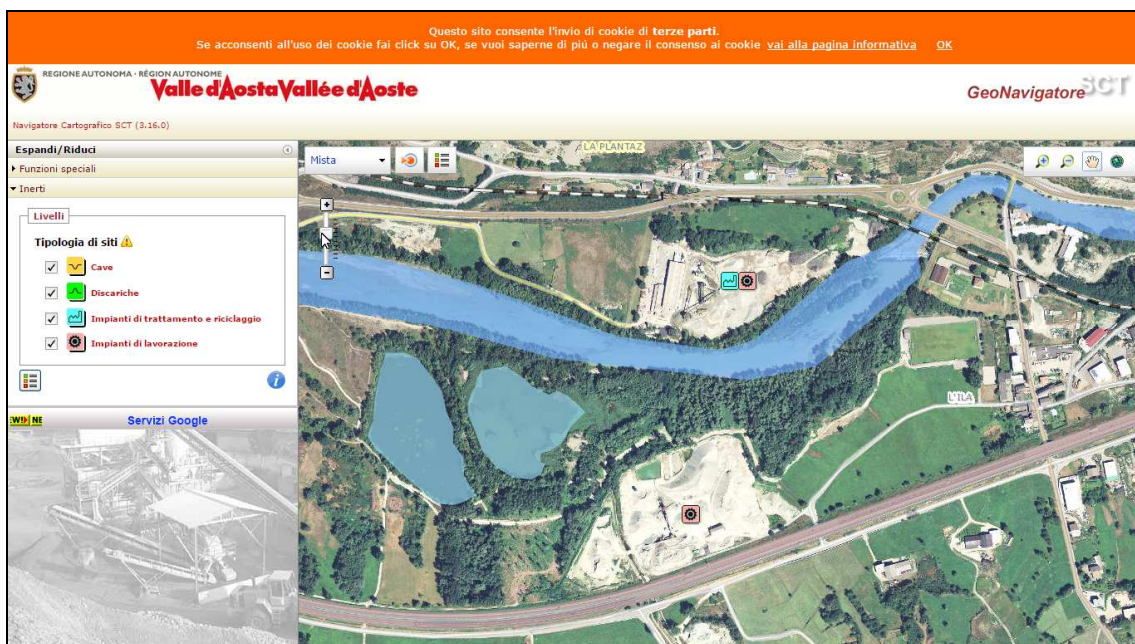 Questo sito consente l'invio di cookie di terze parti.
Se acconsenti all'uso dei cookie fai click su OK, se vuoi saperne di più o negare il consenso ai cookie vai alla pagina informativa OK
REGIONE AUTONOMA · RÉGION AUTONOME
Valle d'Aosta Vallée d'Aoste
GeoNavigatore SCT
Navigatore Cartografico SCT (3.16.0)
Espandi/Riduci
Funzioni speciali
Inerti
Livelli
Tipologia di siti
Cave
Discariche
Impianti di trattamento e riciclaggio
Impianti di lavorazione
Servizi Google
Mista
LA PLANTAZ
L'ILA